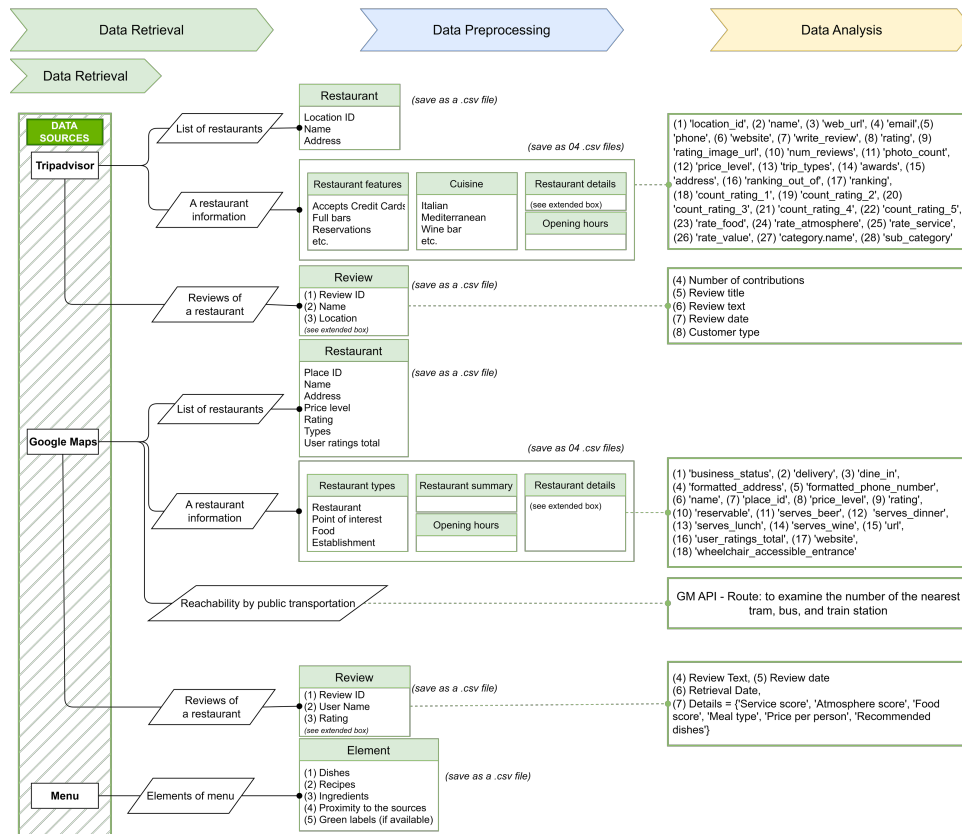 Data Retrieval
Data Preprocessing
Data Analysis
Data Retrieval
DATA
SOURCES
Tripadvisor
List of restaurants
Restaurant
Location ID
Name
Address
(save as a .csv file)
(save as 04 .csv files)
A restaurant
information
Restaurant features
Accepts Credit Cards
Full bars
Reservations
etc.
Cuisine
Italian
Mediterranean
Wine bar
etc.
Restaurant details
(see extended box)
Opening hours
(1) 'location_id', (2) 'name', (3) 'web_url', (4) 'email',(5)
'phone', (6) 'website', (7) 'write_review', (8) 'rating', (9)
'rating_image_url', (10) 'num_reviews', (11) 'photo_count',
(12) 'price_level', (13) 'trip_types', (14) 'awards', (15)
'address', (16) 'ranking_out_of', (17) 'ranking',
(18) 'count_rating_1', (19) 'count_rating_2', (20)
'count_rating_3', (21) 'count_rating_4', (22) 'count_rating_5',
(23) 'rate_food', (24) 'rate_atmosphere', (25) 'rate_service',
(26) 'rate_value', (27) 'category.name', (28) 'sub_category'
Reviews of
a restaurant
Review
(1) Review ID
(2) Name
(3) Location
(see extended box)
(save as a .csv file)
(4) Number of contributions
(5) Review title
(6) Review text
(7) Review date
(8) Customer type
Google Maps
List of restaurants
Restaurant
Place ID
Name
Address
Price level
Rating
Types
User ratings total
(save as a .csv file)
(save as 04 .csv files)
A restaurant
information
Restaurant types
Restaurant
Point of interest
Food
Establishment
Restaurant summary
Opening hours
Restaurant details
(see extended box)
(1) 'business_status', (2) 'delivery', (3) 'dine_in',
(4) 'formatted_address', (5) 'formatted_phone_number',
(6) 'name', (7) 'place_id', (8) 'price_level', (9) 'rating',
(10) 'reservable', (11) 'serves_beer', (12) 'serves_dinner',
(13) 'serves_lunch', (14) 'serves_wine', (15) 'url',
(16) 'user_ratings_total', (17) 'website',
(18) 'wheelchair_accessible_entrance'
Reachability by public transportation
GM API - Route: to examine the number of the nearest
tram, bus, and train station
Reviews of
a restaurant
Review
(1) Review ID
(2) User Name
(3) Rating
(see extended box)
(save as a .csv file)
(4) Review Text, (5) Review date
(6) Retrieval Date,
(7) Details = {'Service score', 'Atmosphere score', 'Food
score', 'Meal type', 'Price per person', 'Recommended
dishes'}
Menu
Elements of menu
Element
(1) Dishes
(2) Recipes
(3) Ingredients
(4) Proximity to the sources
(5) Green labels (if available)
(save as a .csv file)